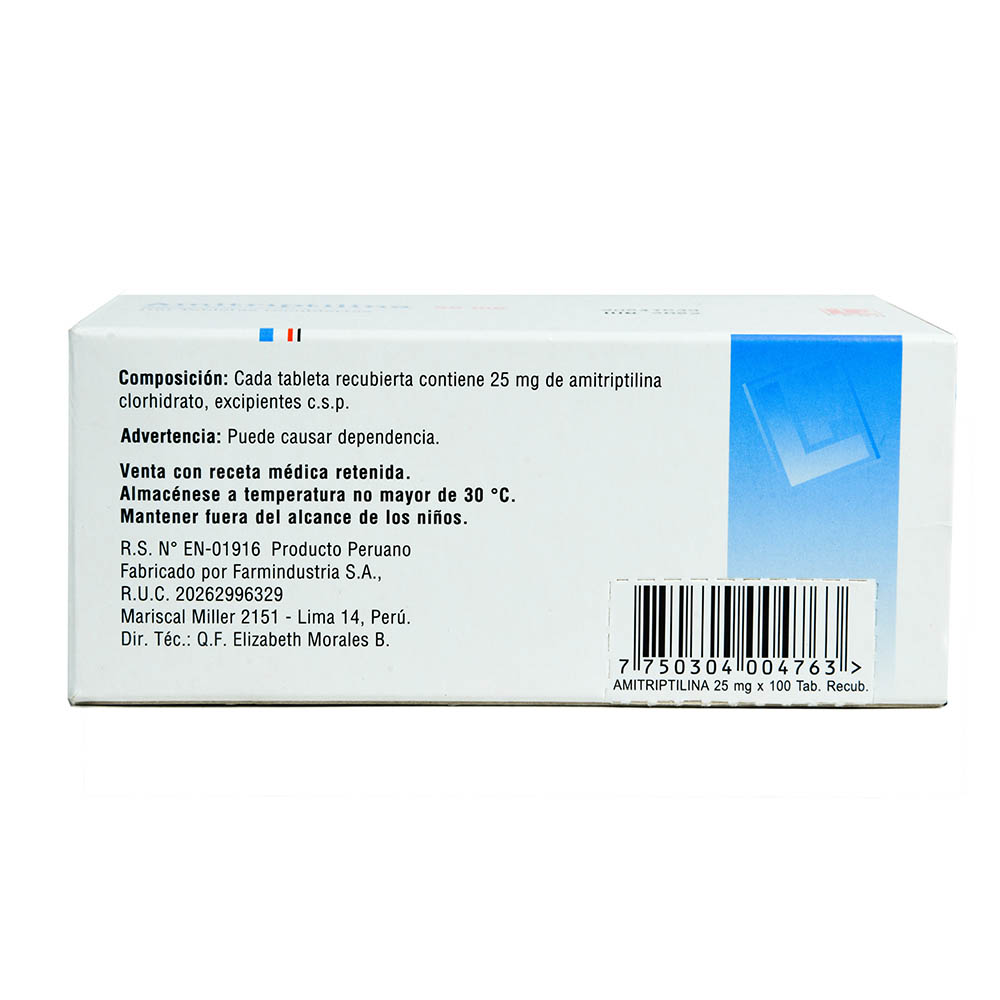 Amitriptilina 25 mg
Composición: Cada tableta recubierta contiene 25 mg de amitriptilina
clorhidrato, excipientes c.s.p.
Advertencia: Puede causar dependencia.
Venta con receta médica retenida.
Almacénese a temperatura no mayor de 30 °C.
Mantener fuera del alcance de los niños.
R.S. N° EN-01916 Producto Peruano
Fabricado por Farmindustria S.A.,
R.U.C. 20262996329
Mariscal Miller 2151 - Lima 14, Perú.
Dir. Téc.: Q.F. Elizabeth Morales B.
7 750304 004763 >
AMITRIPTILINA 25 mg x 100 Tab. Recub.